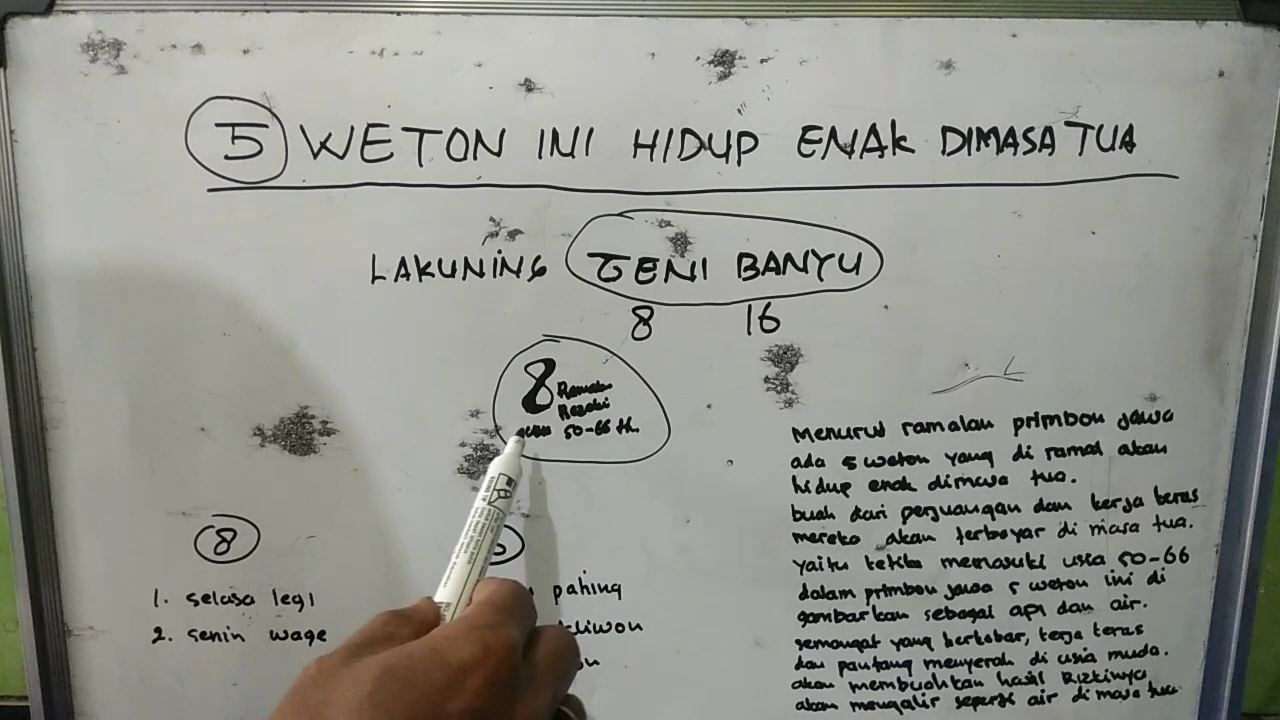 5 WETON INI HIDUP ENAK DIMASA TUA
LAKUNING GENI BANYU
8 16
8 Ramalan
Rezeki
50-66 th.
8
1. selasa legi
2. senin wage
pahing
kliwon
Menurut ramalan primbon jawa
ada 5 weton yang di ramal akan
hidup enak dimasa tua.
buah dari perjuangan dan kerja keras
mereka akan terbayar di masa tua.
yaitu ketika memasuki usia 50-66
dalam primbon jawa 5 weton ini di
gambarkan sebagai api dan air.
semangat yang berkobar, kerja keras
dan pantang menyerah di usia muda.
akan membuahkan hasil Rizkinya
akan mengalir seperti air di masa tua